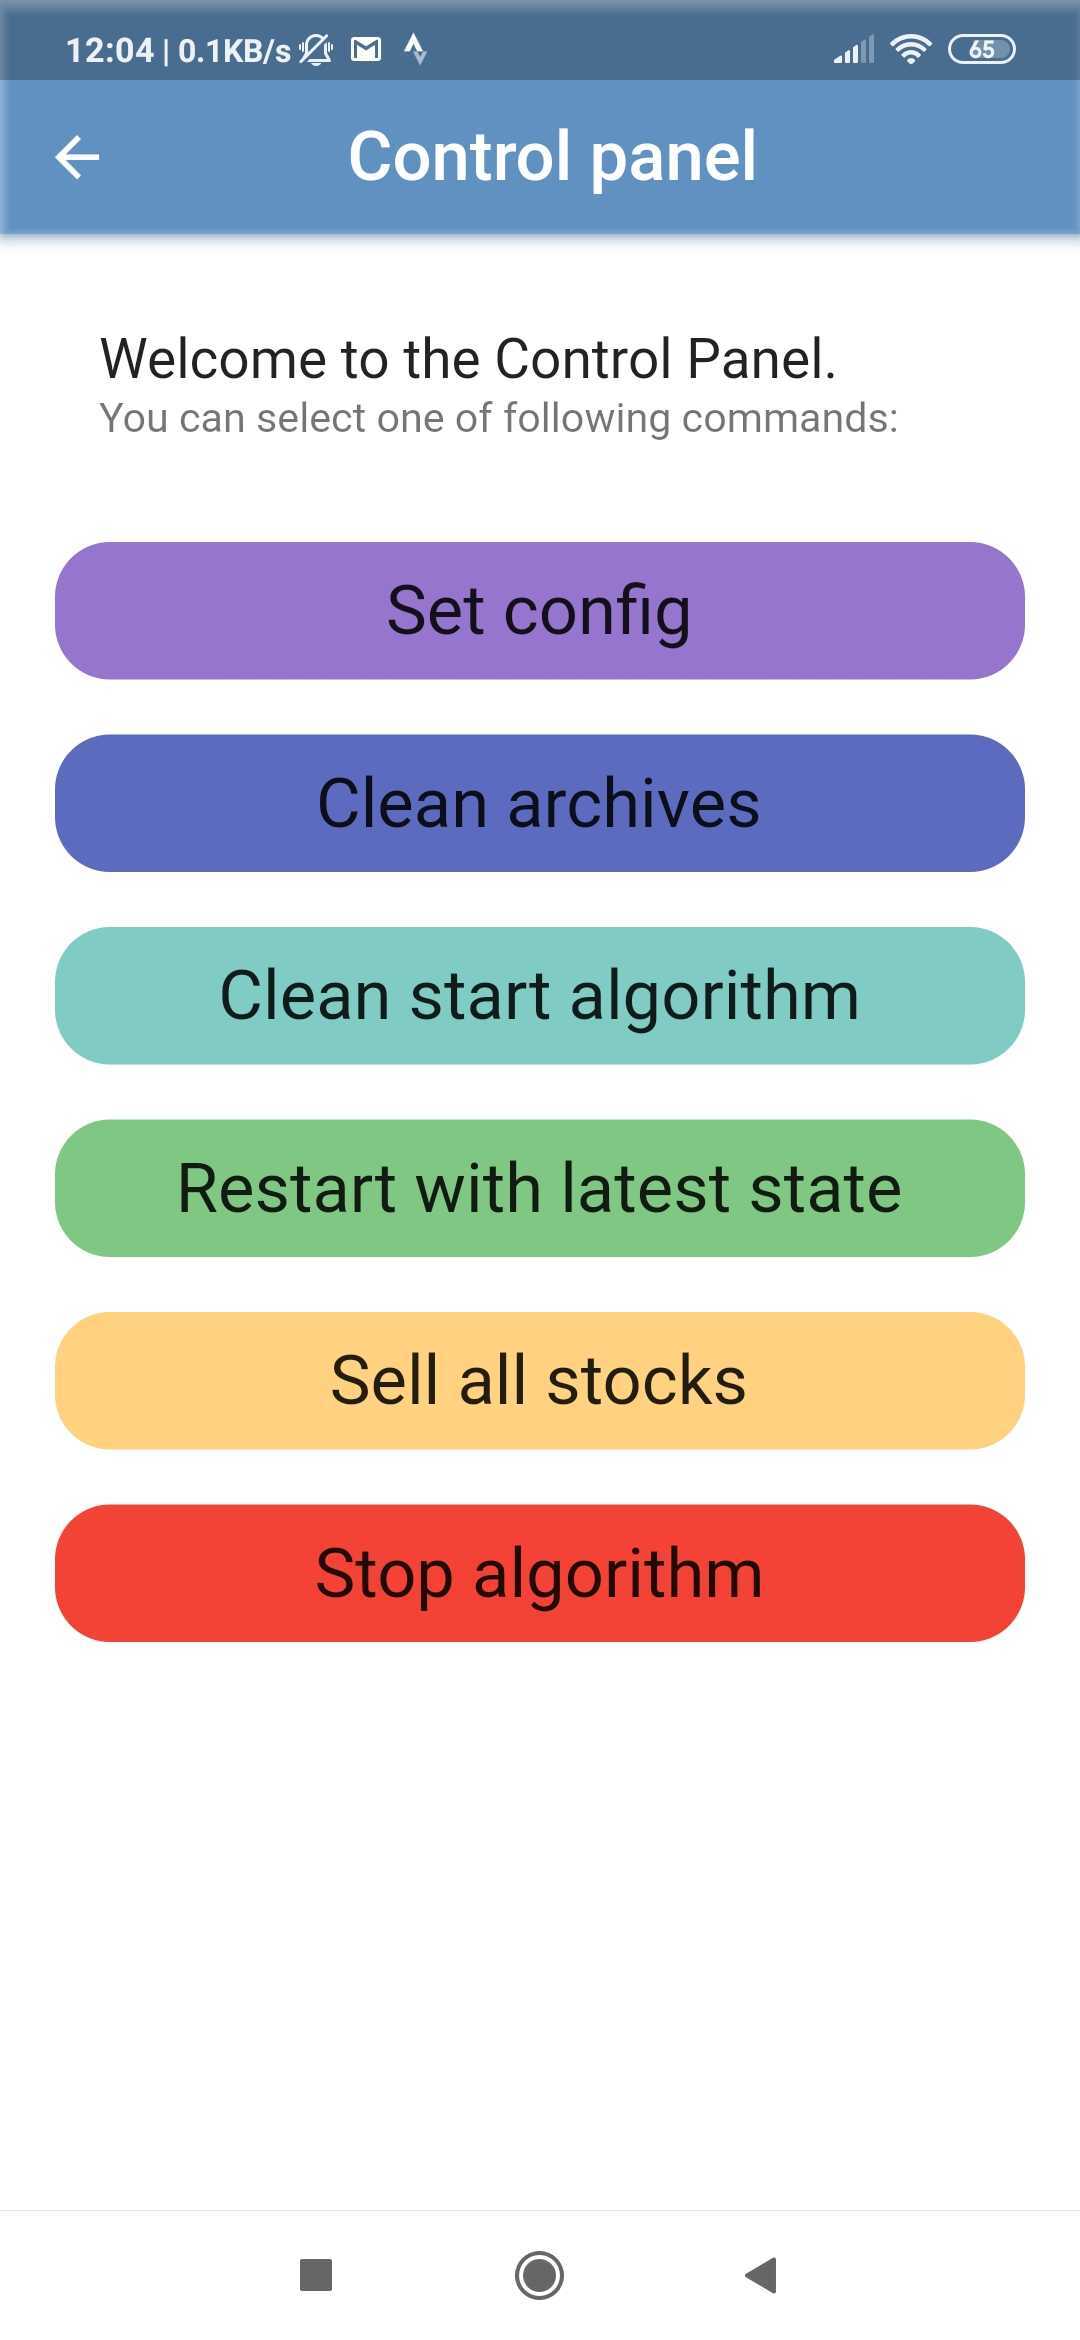 12:04 | 0.1KB/s 65
Control panel
Welcome to the Control Panel.
You can select one of following commands:
Set config
Clean archives
Clean start algorithm
Restart with latest state
Sell all stocks
Stop algorithm